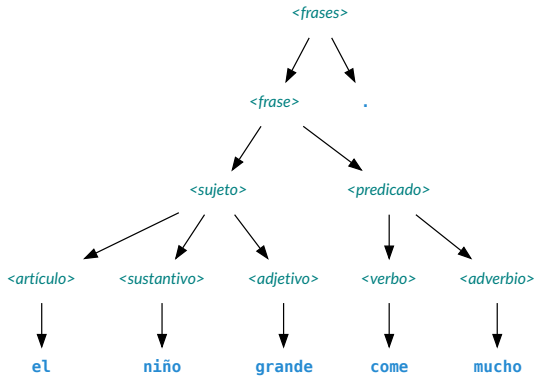 <frases>
<frase> .
<sujeto> <predicado>
<artículo> <sustantivo> <adjetivo> <verbo> <adverbio>
el niño grande come mucho